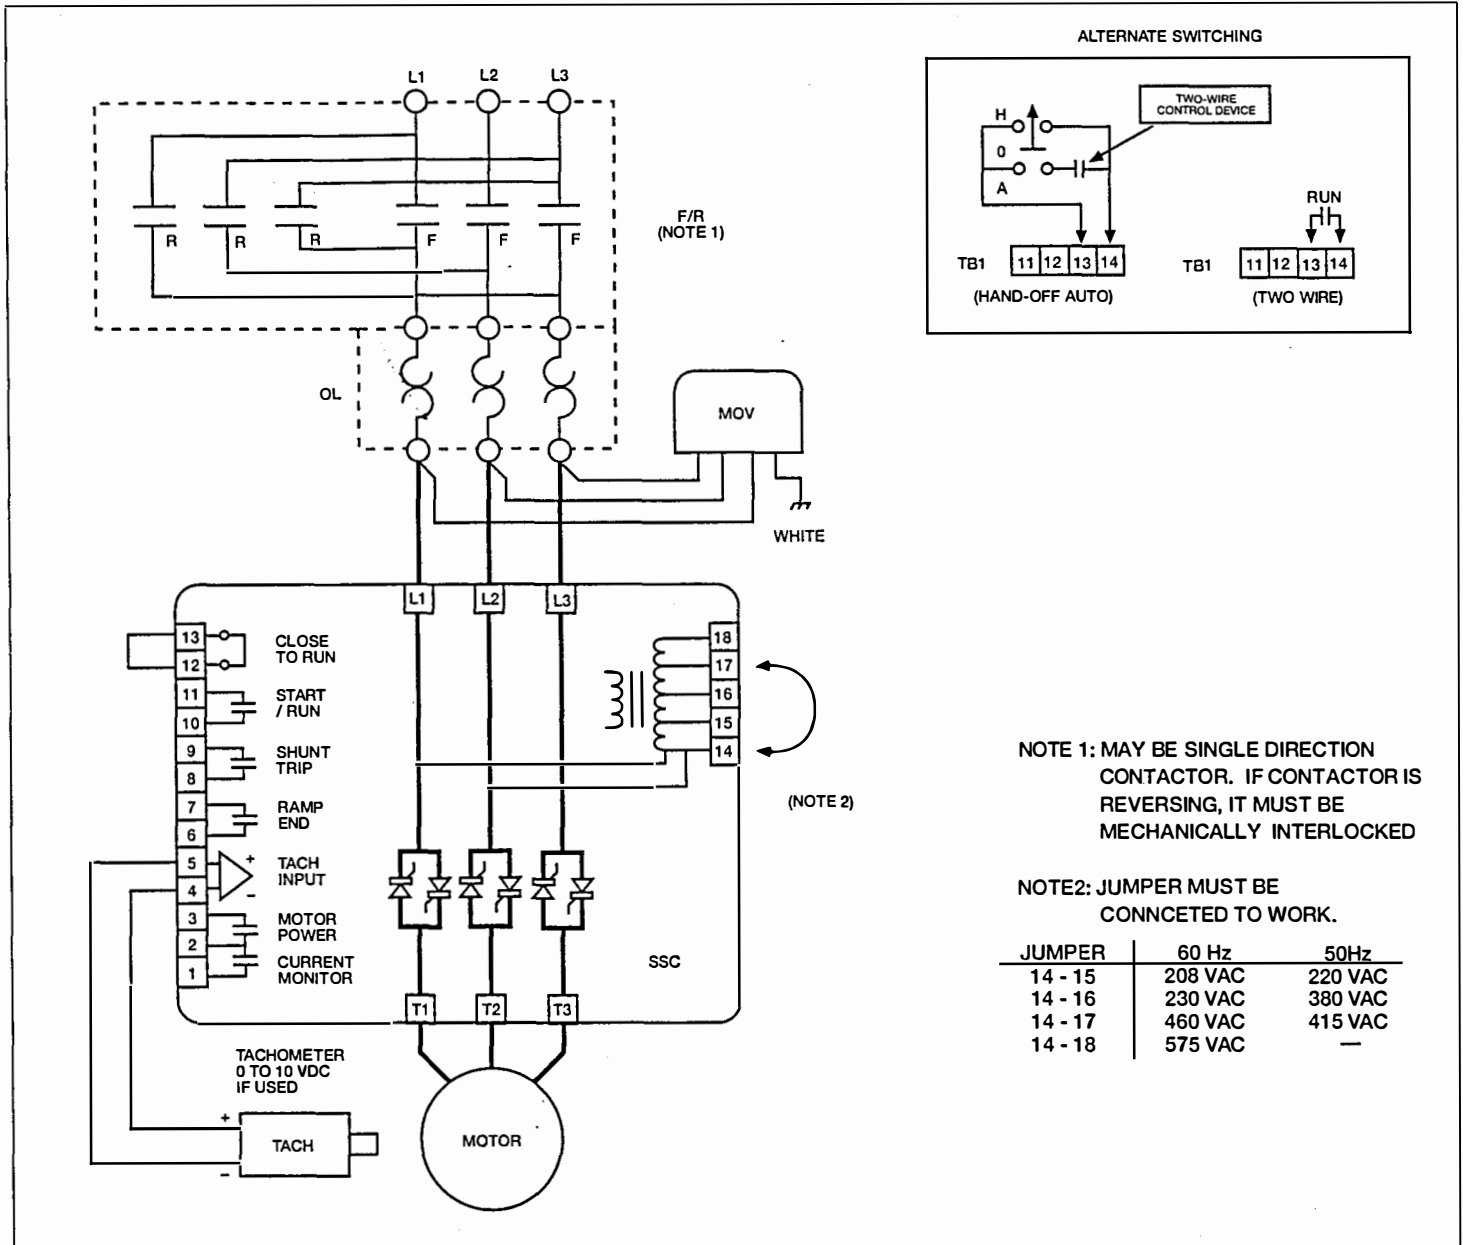 ALTERNATE SWITCHING
L1 L2 L3
R R R F F F
F/R
(NOTE 1)
H
0
A
TWO-WIRE
CONTROL DEVICE
TB1 11 12 13 14
(HAND-OFF AUTO)
RUN
TB1 11 12 13 14
(TWO WIRE)
OL
MOV
WHITE
L1 L2 L3
13
12
CLOSE
TO RUN
11
10
START
/ RUN
9
8
SHUNT
TRIP
7
6
RAMP
END
5
4
+
-
TACH
INPUT
3
2
1
MOTOR
POWER
CURRENT
MONITOR
18
17
16
15
14
(NOTE 2)
SSC
T1 T2 T3
TACHOMETER
0 TO 10 VDC
IF USED
+
-
TACH
MOTOR
NOTE 1: MAY BE SINGLE DIRECTION
CONTACTOR. IF CONTACTOR IS
REVERSING, IT MUST BE
MECHANICALLY INTERLOCKED
NOTE2: JUMPER MUST BE
CONNCETED TO WORK.
JUMPER 60 Hz 50Hz
14 - 15 208 VAC 220 VAC
14 - 16 230 VAC 380 VAC
14 - 17 460 VAC 415 VAC
14 - 18 575 VAC —